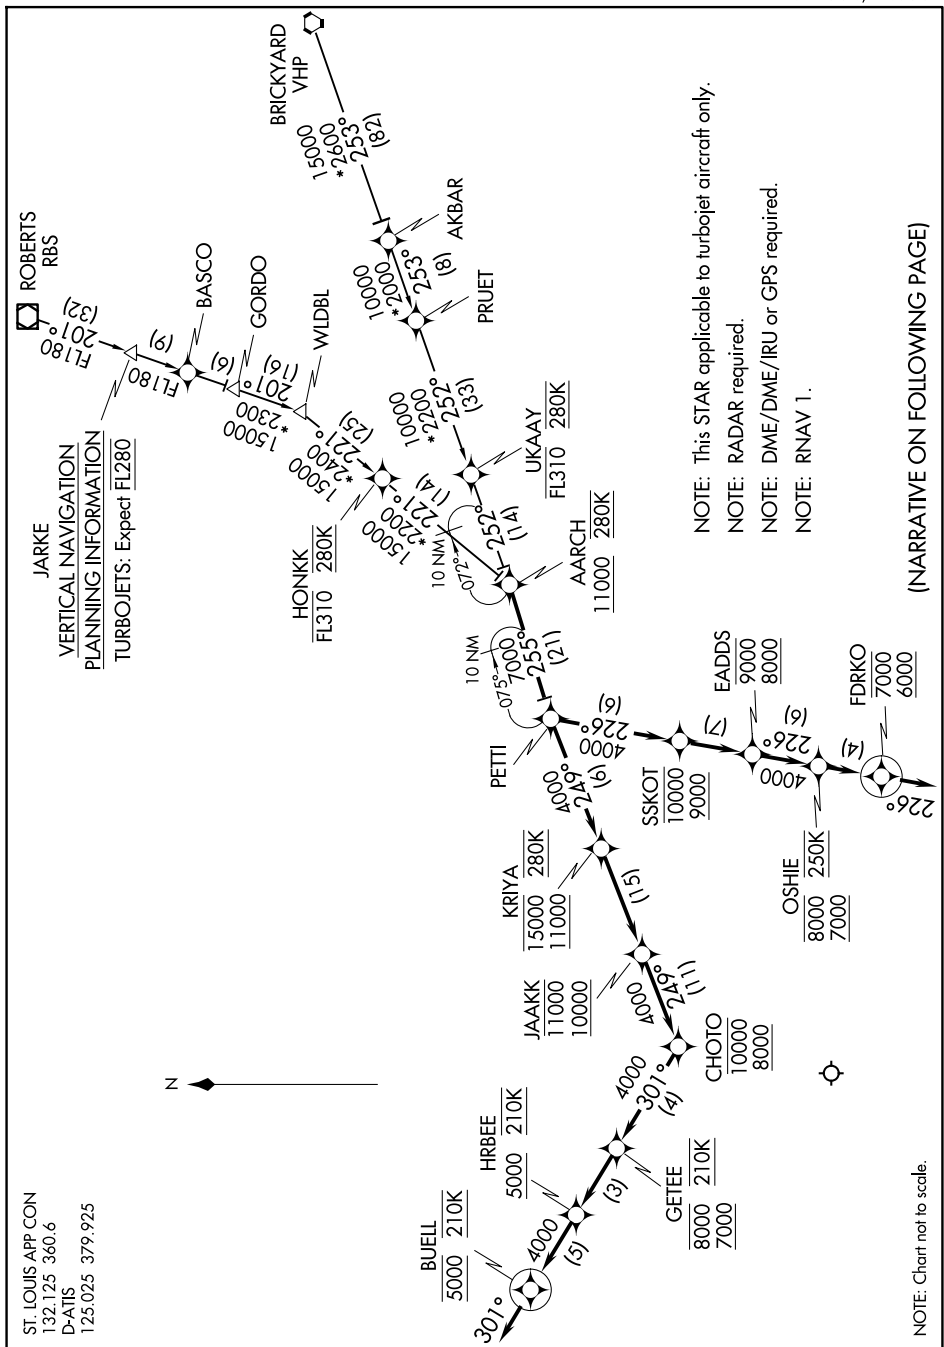 ST. LOUIS APP CON
132.125 360.6
D-ATIS
125.025 379.925
N
JARKE
VERTICAL NAVIGATION
PLANNING INFORMATION
TURBOJETS: Expect FL280
ROBERTS
RBS
FL180
201°
(32)
FL180
(9)
BASCO
(6)
GORDO
15000
*2300
201°
(16)
WLDBL
15000
*2400
221°
(25)
HONKK
FL310 280K
15000
*2200
221°
(14)
BRICKYARD
VHP
15000
*2600
253°
(82)
AKBAR
10000
*2000
253°
(8)
PRUET
10000
*2200
252°
(33)
UKAAY
FL310 280K
252°
(14)
10 NM
072°
AARCH
11000 280K
10 NM
075°
7000
255°
(21)
PETTI
4000
226°
(6)
SSKOT
10000
9000
(7)
EADDS
9000
8000
4000
226°
(6)
OSHIE
8000 250K
7000
(4)
FDRKO
7000
6000
226°
4000
249°
(6)
KRIYA
15000 280K
11000
(15)
JAAKK
11000
10000
4000
249°
(11)
CHOTO
10000
8000
4000
301°
(4)
GETEE
8000 210K
7000
(3)
HRBEE
5000 210K
4000
(5)
BUELL
5000 210K
301°
NOTE: This STAR applicable to turbojet aircraft only.
NOTE: RADAR required.
NOTE: DME/DME/IRU or GPS required.
NOTE: RNAV 1.
(NARRATIVE ON FOLLOWING PAGE)
NOTE: Chart not to scale.